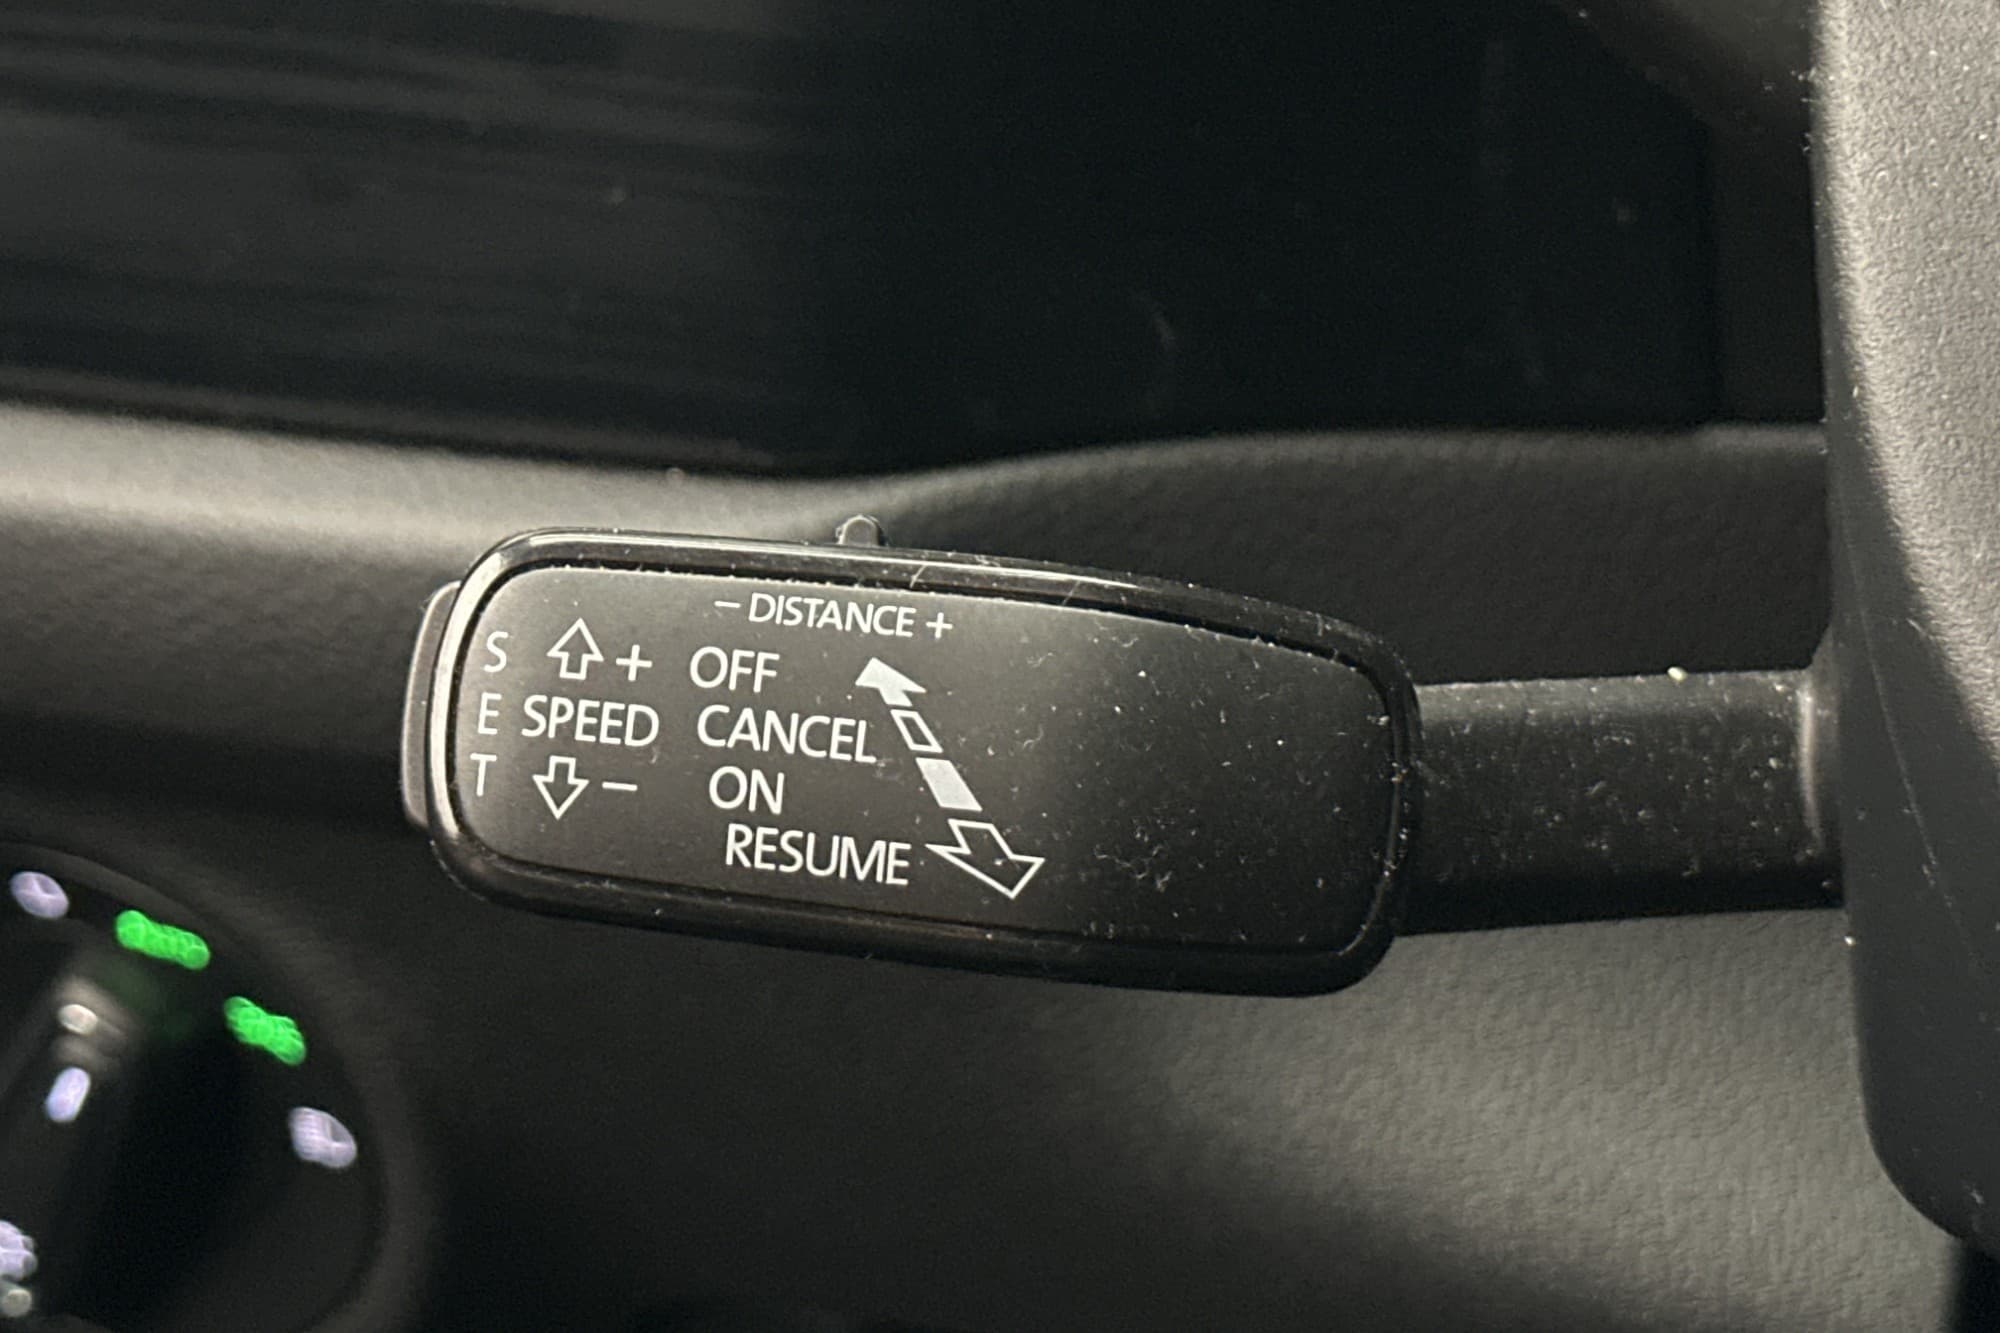 − DISTANCE +
S + OFF
E SPEED CANCEL
T − ON
RESUME